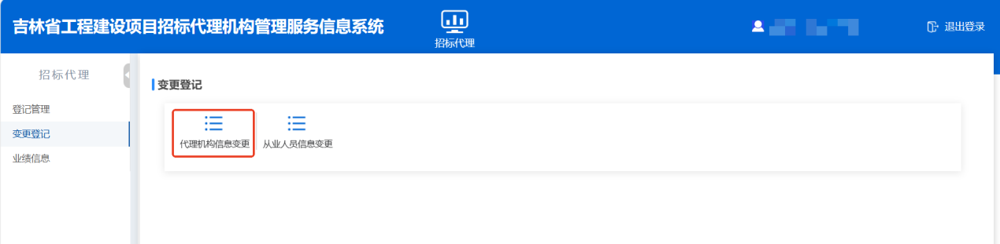 吉林省工程建设项目招标代理机构管理服务信息系统
招标代理
退出登录
招标代理
登记管理
变更登记
业绩信息
变更登记
代理机构信息变更
从业人员信息变更